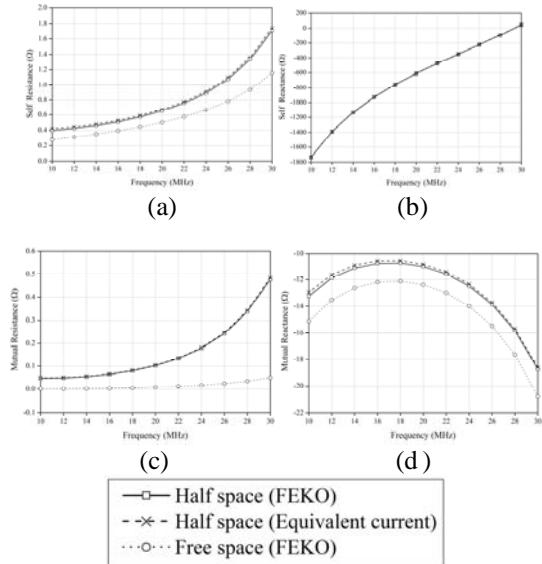 Self Resistance (Ω)
2.0
1.8
1.6
1.4
1.2
1.0
0.8
0.6
0.4
0.2
0.0
10 12 14 16 18 20 22 24 26 28 30
Frequency (MHz)
(a)
Self Reactance (Ω)
200
0
-200
-400
-600
-800
-1000
-1200
-1400
-1600
-1800
10 12 14 16 18 20 22 24 26 28 30
Frequency (MHz)
(b)
Mutual Resistance (Ω)
0.6
0.5
0.4
0.3
0.2
0.1
0.0
-0.1
10 12 14 16 18 20 22 24 26 28 30
Frequency (MHz)
(c)
Mutual Reactance (Ω)
-10
-12
-14
-16
-18
-20
-22
10 12 14 16 18 20 22 24 26 28 30
Frequency (MHz)
(d )
Half space (FEKO)
Half space (Equivalent current)
Free space (FEKO)